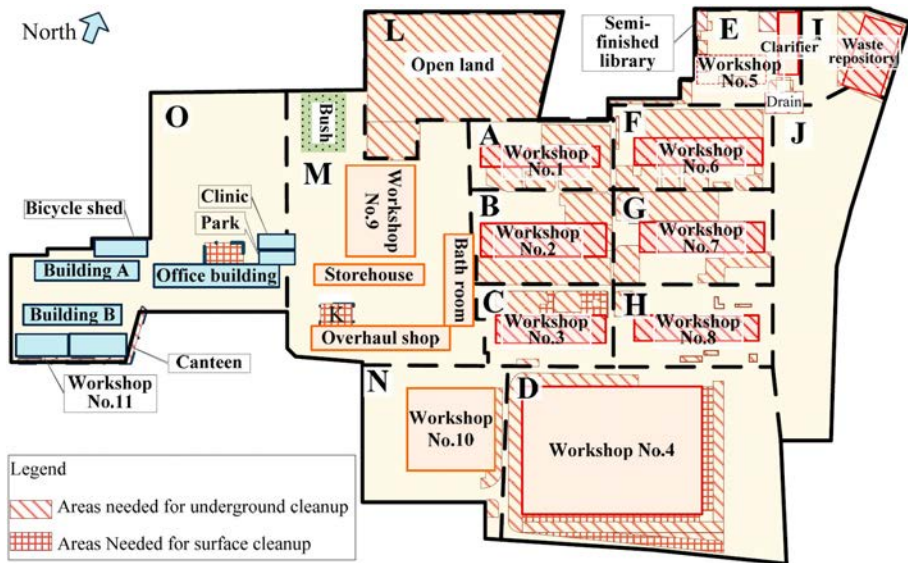 North
L
Open land
Semi-
finished
library
E
I
Clarifier
Waste
repository
Workshop
No.5
Drain
O
Bush
M
A
Workshop
No.1
F
Workshop
No.6
J
Clinic
Park
Bicycle shed
Workshop
No.9
B
Workshop
No.2
G
Workshop
No.7
Building A
Office building
Storehouse
Bath room
Building B
K
Overhaul shop
C
Workshop
No.3
H
Workshop
No.8
Canteen
Workshop
No.11
N
Workshop
No.10
D
Workshop No.4
Legend
Areas needed for underground cleanup
Areas Needed for surface cleanup